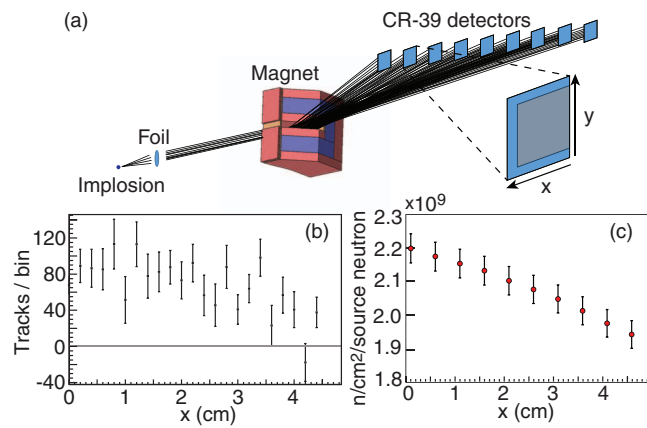 (a)
CR-39 detectors
Magnet
Foil
Implosion
y
x
(b)
Tracks / bin
120
80
40
0
-40
0 1 2 3 4
x (cm)
×10⁹
(c)
n/cm2/source neutron
2.3
2.2
2.1
2.0
1.9
1.8
0 1 2 3 4
x (cm)